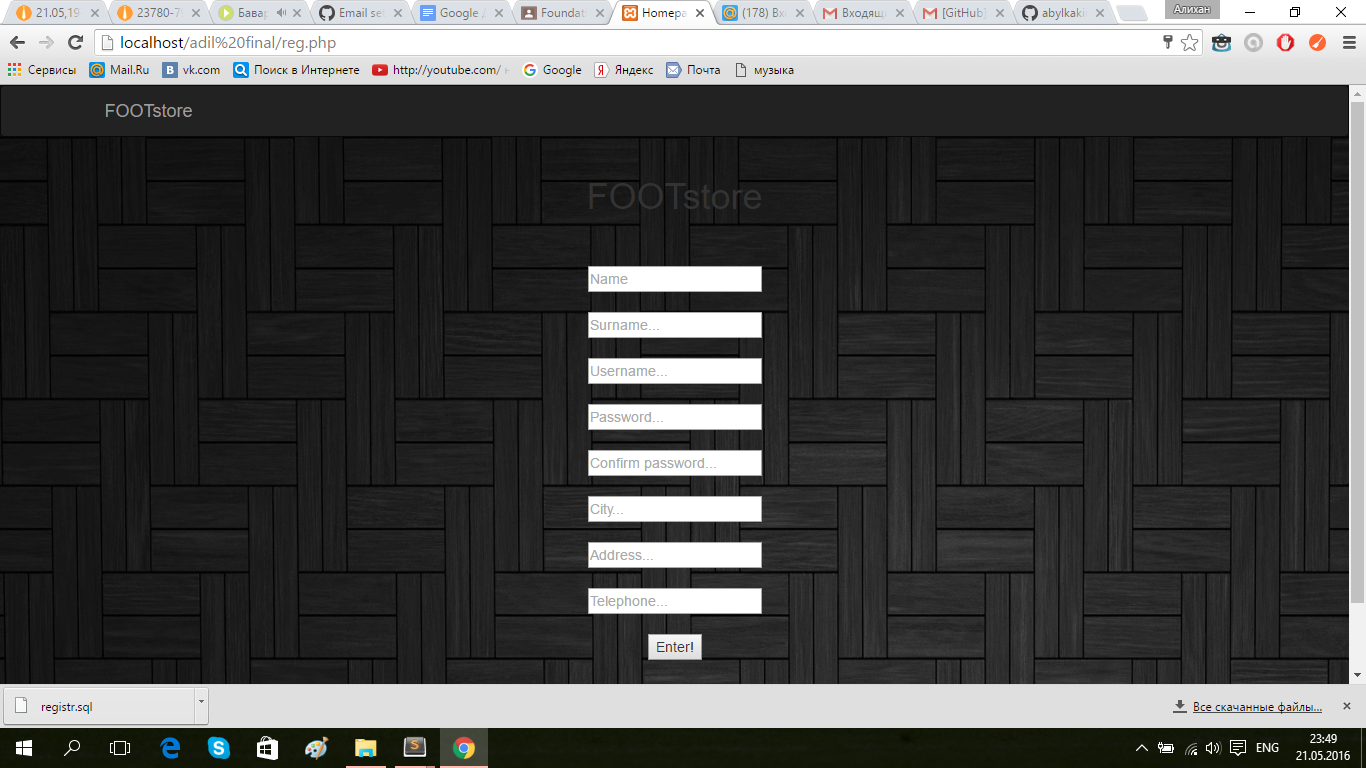 21.05,19
23780-7
Бавар
Email se
Google Д
Foundat
Homepa
(178) Вх
Входящ
[GitHub]
abylkaki
Алихан
localhost/adil%20final/reg.php
Сервисы Mail.Ru vk.com Поиск в Интернете http://youtube.com/ Google Яндекс Почта музыка
FOOTstore
FOOTstore
Name
Surname...
Username...
Password...
Confirm password...
City...
Address...
Telephone...
Enter!
registr.sql
Все скачанные файлы...
ENG
23:49
21.05.2016